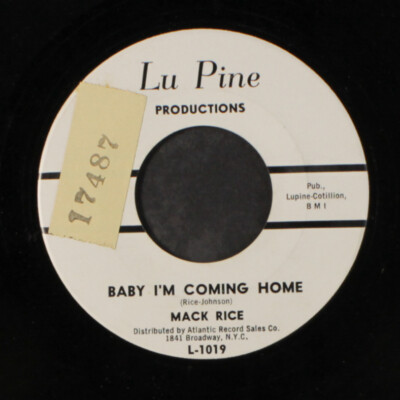 Lu Pine
PRODUCTIONS
17487
Pub.,
Lupine-Cotillion,
BMI
BABY I'M COMING HOME
(Rice-Johnson)
MACK RICE
Distributed by Atlantic Record Sales Co.
1841 Broadway, N.Y.C.
L-1019